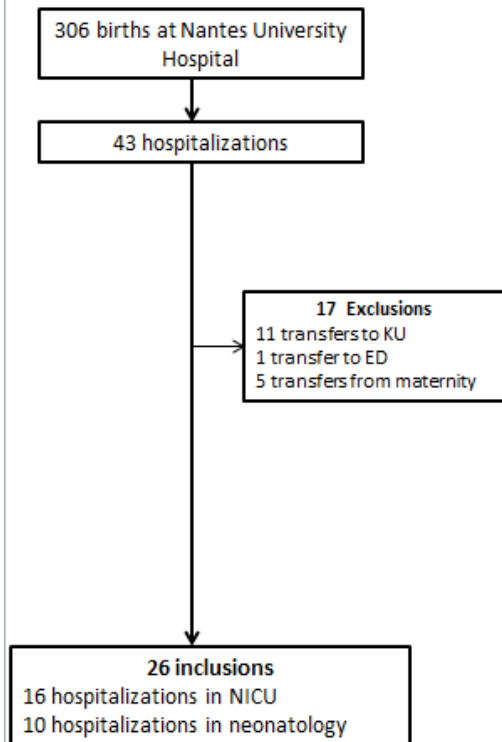 306 births at Nantes University
Hospital
43 hospitalizations
17 Exclusions
11 transfers to KU
1 transfer to ED
5 transfers from maternity
26 inclusions
16 hospitalizations in NICU
10 hospitalizations in neonatology